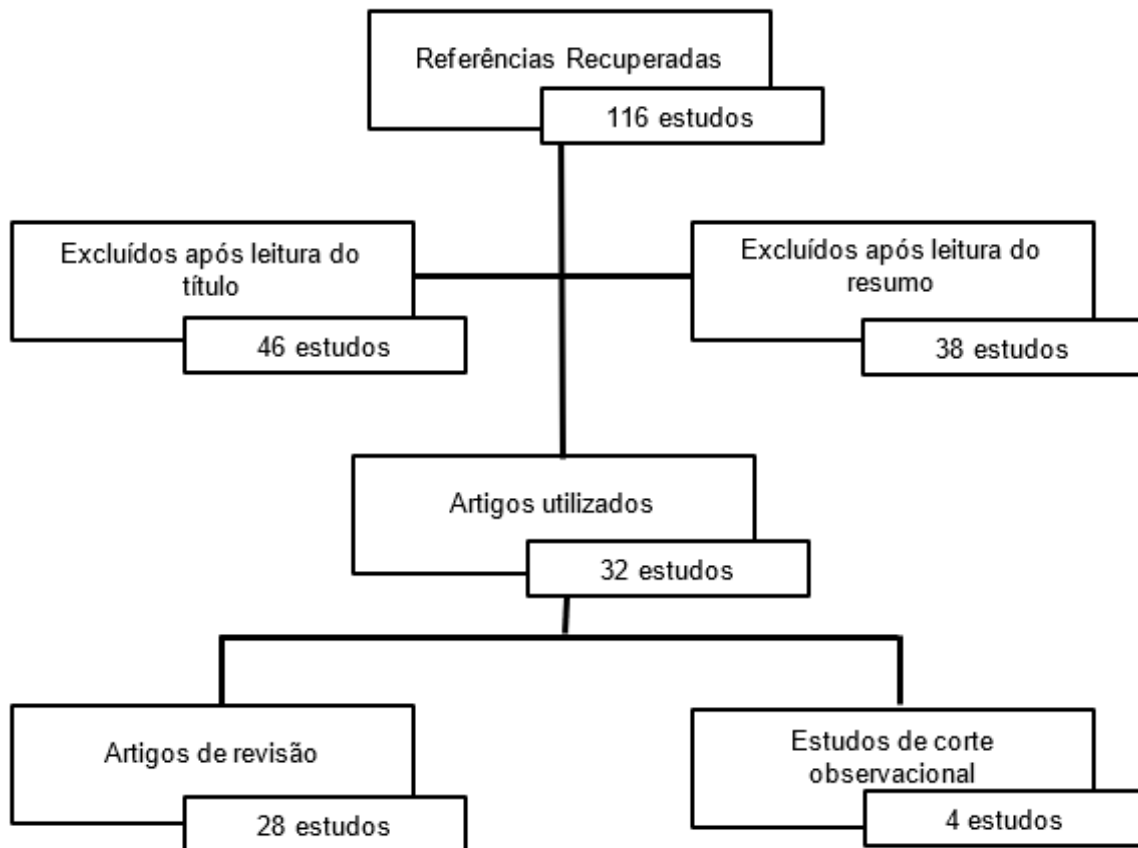 Referências Recuperadas
116 estudos
Excluídos após leitura do
título
46 estudos
Excluídos após leitura do
resumo
38 estudos
Artigos utilizados
32 estudos
Artigos de revisão
28 estudos
Estudos de corte
observacional
4 estudos